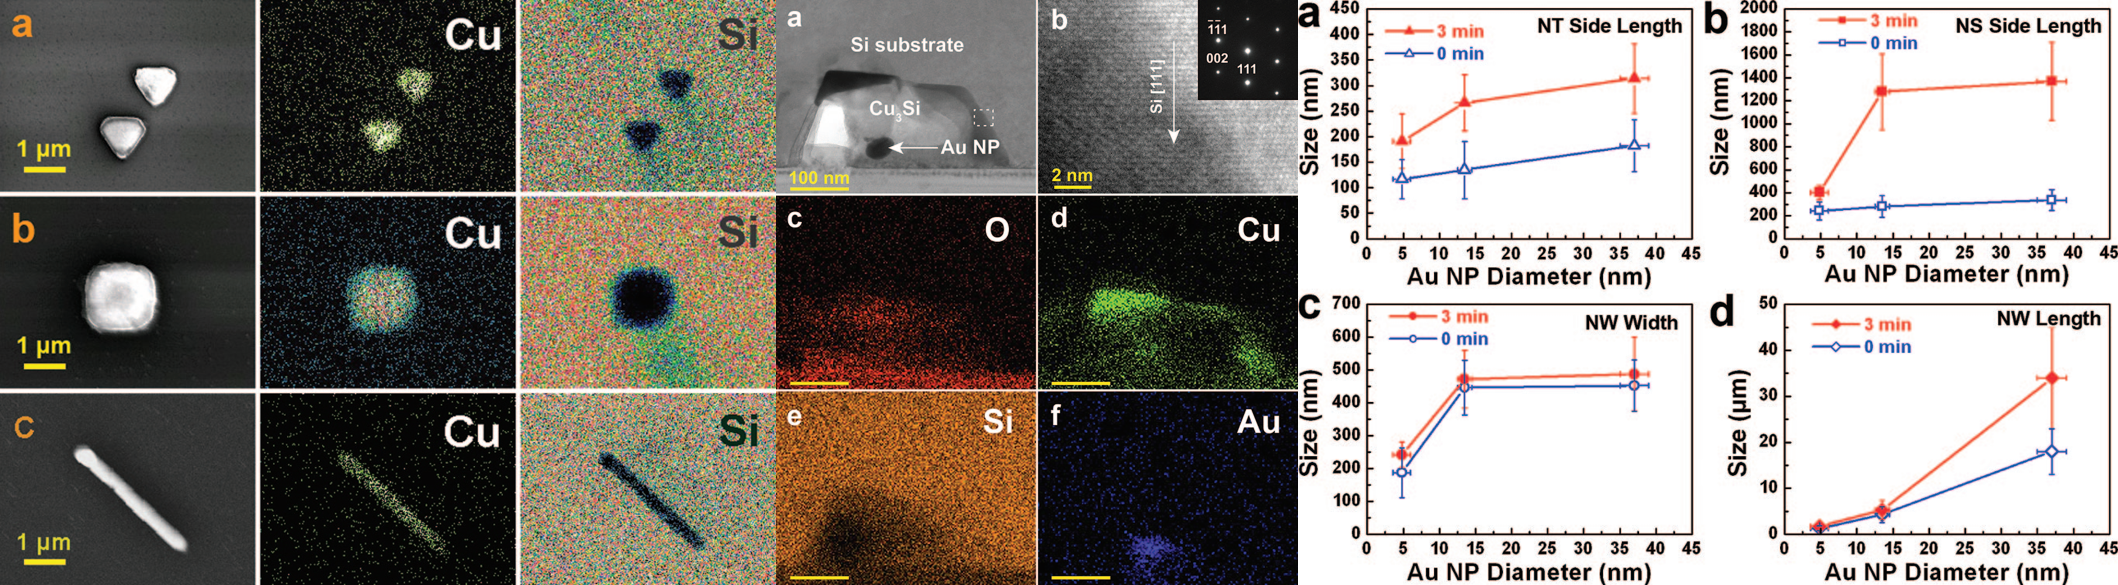 a
1 µm
Cu
Si
b
1 µm
Cu
Si
c
1 µm
Cu
Si
a
Si substrate
Cu3Si
Au NP
100 nm
b
Si [111]
2 nm
1̄1̄1
002
111
c
O
d
Cu
e
Si
f
Au
a
NT Side Length
3 min
0 min
450
400
350
300
250
200
150
100
50
0
Size (nm)
0 5 10 15 20 25 30 35 40 45
Au NP Diameter (nm)
b
NS Side Length
3 min
0 min
2000
1800
1600
1400
1200
1000
800
600
400
200
0
Size (nm)
0 5 10 15 20 25 30 35 40 45
Au NP Diameter (nm)
c
NW Width
3 min
0 min
700
600
500
400
300
200
100
0
Size (nm)
0 5 10 15 20 25 30 35 40 45
Au NP Diameter (nm)
d
NW Length
3 min
0 min
50
40
30
20
10
0
Size (µm)
0 5 10 15 20 25 30 35 40 45
Au NP Diameter (nm)